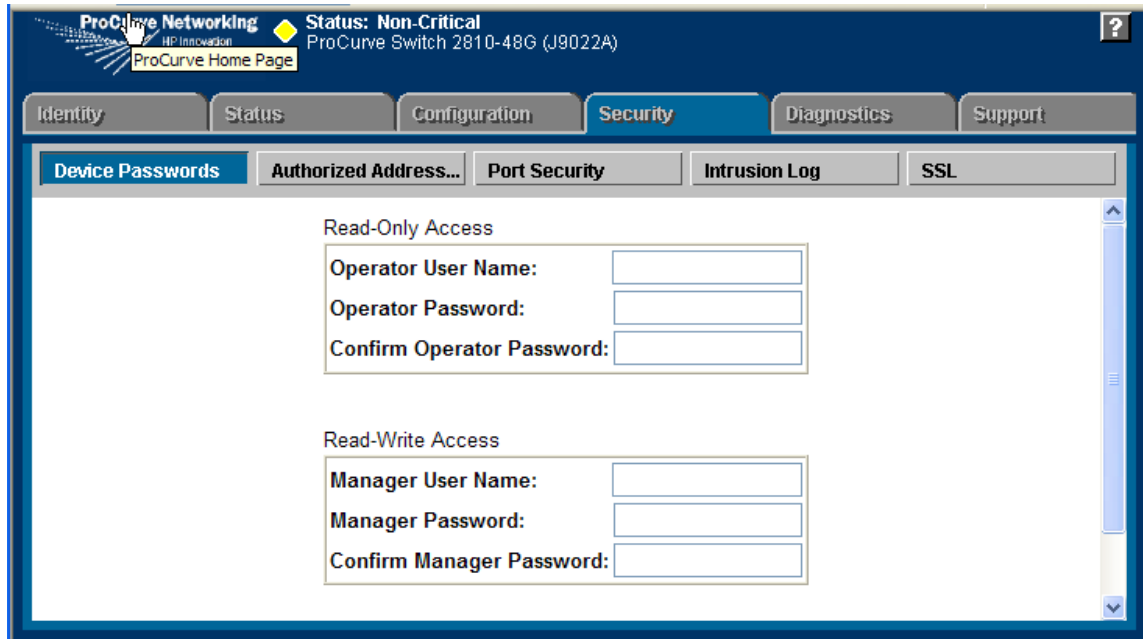 ProCurve Networking
HP Innovation
Status: Non-Critical
ProCurve Switch 2810-48G (J9022A)
?
ProCurve Home Page
Identity
Status
Configuration
Security
Diagnostics
Support
Device Passwords
Authorized Address...
Port Security
Intrusion Log
SSL
Read-Only Access
Operator User Name:
Operator Password:
Confirm Operator Password:
Read-Write Access
Manager User Name:
Manager Password:
Confirm Manager Password: